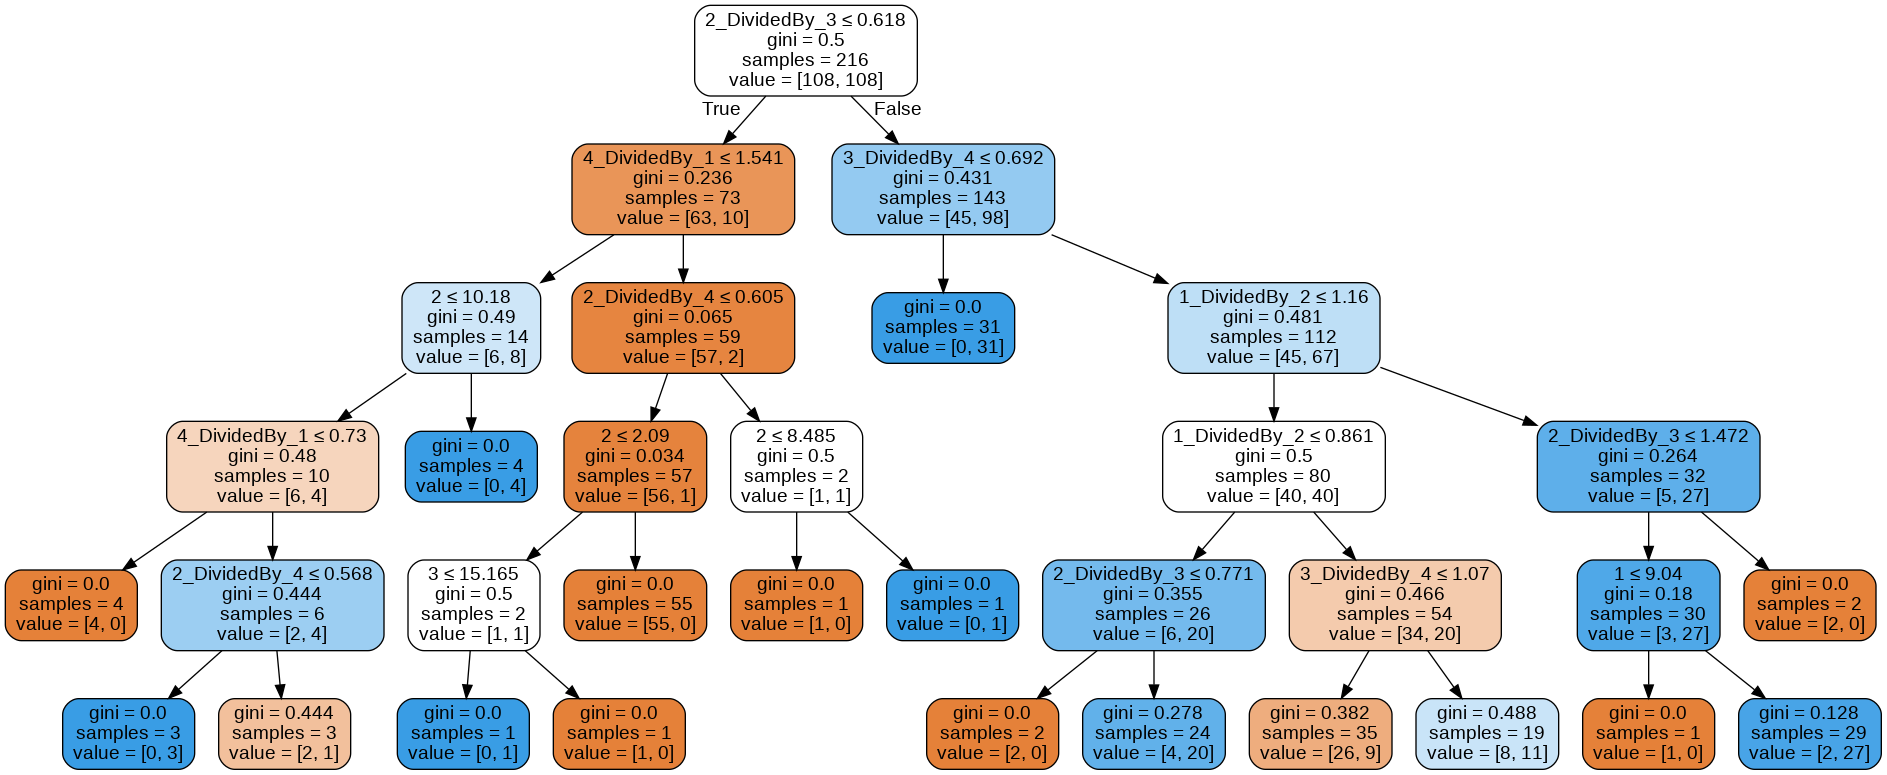 2_DividedBy_3 ≤ 0.618
gini = 0.5
samples = 216
value = [108, 108]
True
False
4_DividedBy_1 ≤ 1.541
gini = 0.236
samples = 73
value = [63, 10]
3_DividedBy_4 ≤ 0.692
gini = 0.431
samples = 143
value = [45, 98]
2 ≤ 10.18
gini = 0.49
samples = 14
value = [6, 8]
2_DividedBy_4 ≤ 0.605
gini = 0.065
samples = 59
value = [57, 2]
gini = 0.0
samples = 31
value = [0, 31]
1_DividedBy_2 ≤ 1.16
gini = 0.481
samples = 112
value = [45, 67]
4_DividedBy_1 ≤ 0.73
gini = 0.48
samples = 10
value = [6, 4]
gini = 0.0
samples = 4
value = [0, 4]
2 ≤ 2.09
gini = 0.034
samples = 57
value = [56, 1]
2 ≤ 8.485
gini = 0.5
samples = 2
value = [1, 1]
1_DividedBy_2 ≤ 0.861
gini = 0.5
samples = 80
value = [40, 40]
2_DividedBy_3 ≤ 1.472
gini = 0.264
samples = 32
value = [5, 27]
gini = 0.0
samples = 4
value = [4, 0]
2_DividedBy_4 ≤ 0.568
gini = 0.444
samples = 6
value = [2, 4]
3 ≤ 15.165
gini = 0.5
samples = 2
value = [1, 1]
gini = 0.0
samples = 55
value = [55, 0]
gini = 0.0
samples = 1
value = [1, 0]
gini = 0.0
samples = 1
value = [0, 1]
2_DividedBy_3 ≤ 0.771
gini = 0.355
samples = 26
value = [6, 20]
3_DividedBy_4 ≤ 1.07
gini = 0.466
samples = 54
value = [34, 20]
1 ≤ 9.04
gini = 0.18
samples = 30
value = [3, 27]
gini = 0.0
samples = 2
value = [2, 0]
gini = 0.0
samples = 3
value = [0, 3]
gini = 0.444
samples = 3
value = [2, 1]
gini = 0.0
samples = 1
value = [0, 1]
gini = 0.0
samples = 1
value = [1, 0]
gini = 0.0
samples = 2
value = [2, 0]
gini = 0.278
samples = 24
value = [4, 20]
gini = 0.382
samples = 35
value = [26, 9]
gini = 0.488
samples = 19
value = [8, 11]
gini = 0.0
samples = 1
value = [1, 0]
gini = 0.128
samples = 29
value = [2, 27]